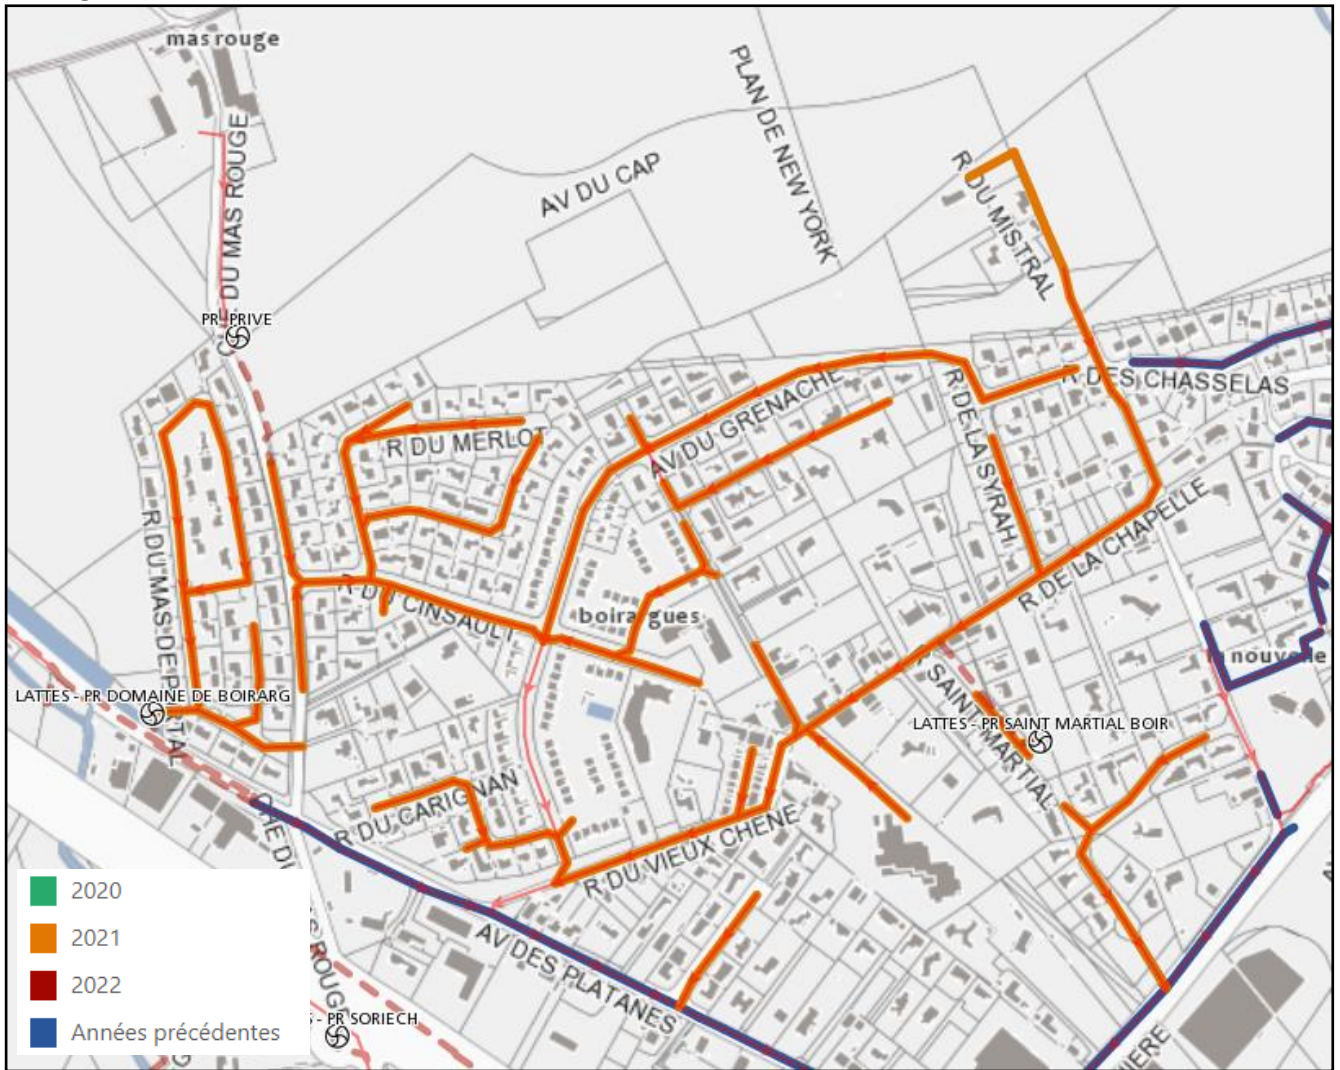 mas rouge
PLAN DE NEW YORK
AV DU CAP
R DU MISTRAL
DU MAS ROUGE
PR PRIVE
R DES CHASSELAS
AV DU GRENACHE
R DE LA SYRAH
R DU MERLOT
R DE LA CHAPELLE
R DU MAS DE PORTAL
R DU CINSAULT
boirargues
la nouvelle
LATTES - PR DOMAINE DE BOIRARG
LATTES - PR SAINT MARTIAL BOIR
SAINT MARTIAL
R DU CARIGNAN
R DU VIEUX CHENE
AV DES PLATANES
ROUGE
- PR SORIECH
IERE
2020
2021
2022
Années précédentes